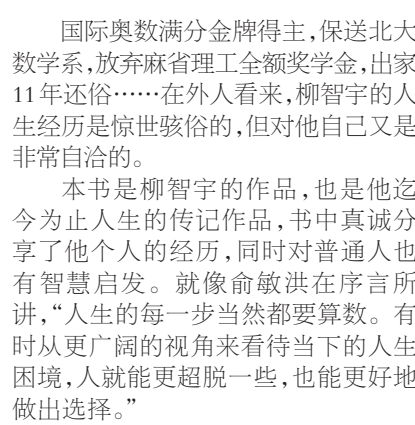 国际奥数满分金牌得主，保送北大
数学系，放弃麻省理工全额奖学金，出家
11年还俗……在外人看来，柳智宇的人
生经历是惊世骇俗的，但对他自己又是
非常自洽的。
本书是柳智宇的作品，也是他迄
今为止人生的传记作品，书中真诚分
享了他个人的经历，同时对普通人也
有智慧启发。就像俞敏洪在序言所
讲，“人生的每一步当然都要算数。有
时从更广阔的视角来看待当下的人生
困境，人就能更超脱一些，也能更好地
做出选择。”